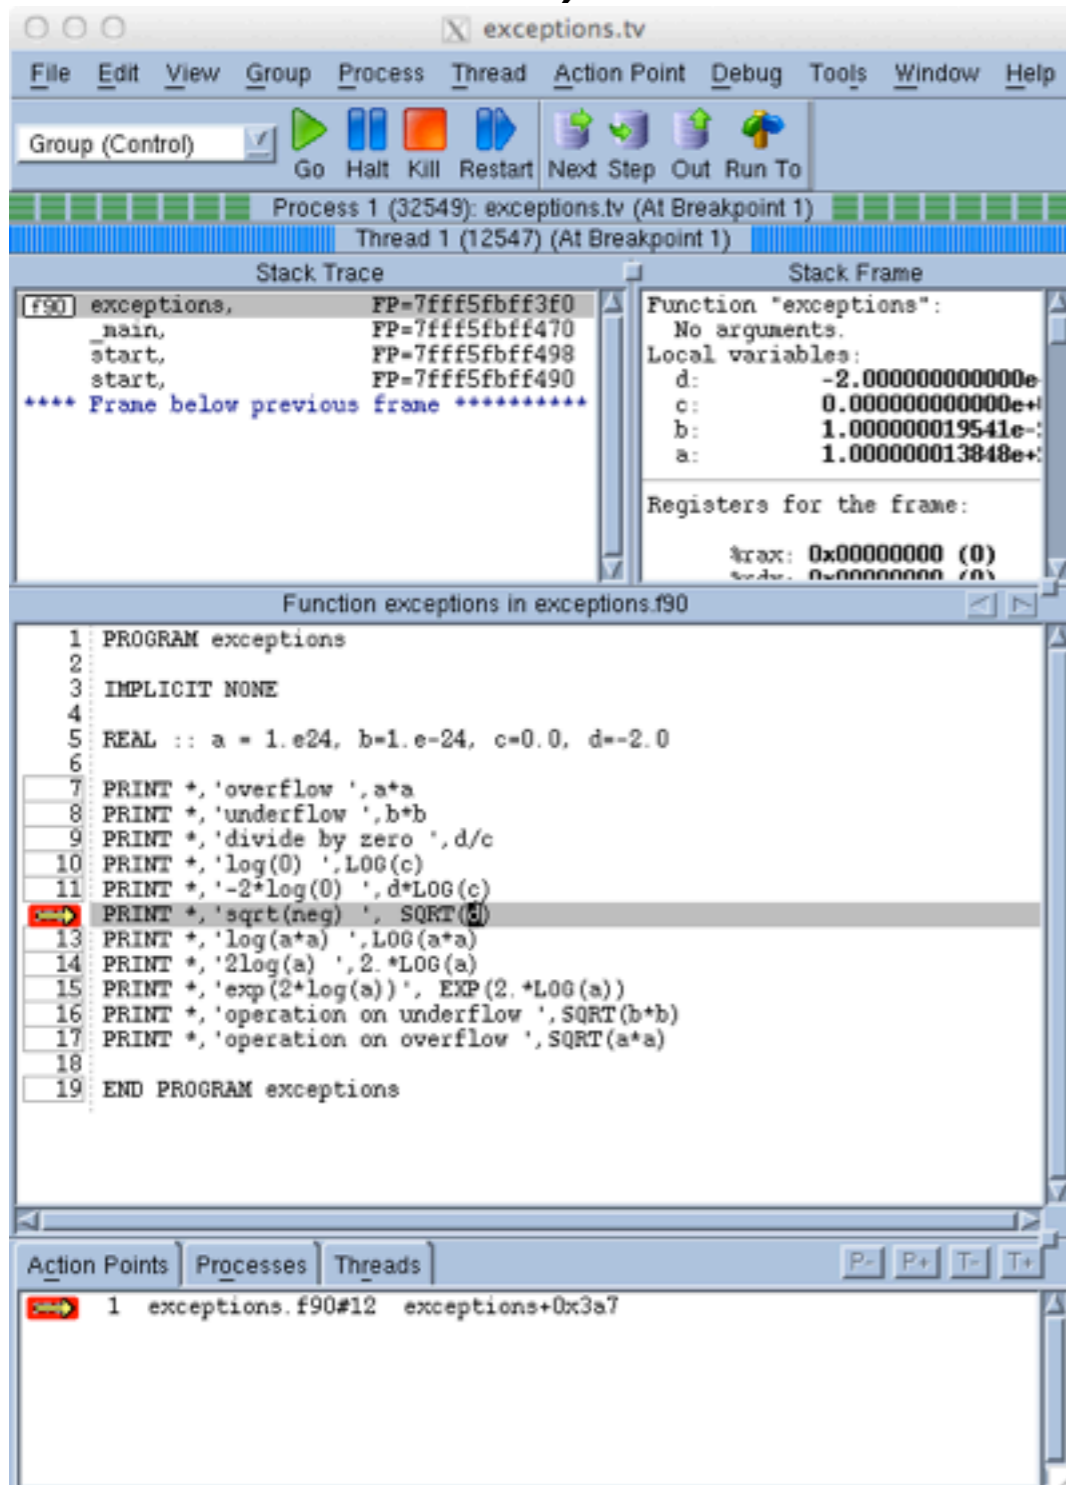 exceptions.tv
File Edit View Group Process Thread Action Point Debug Tools Window Help
Group (Control)
Go Halt Kill Restart Next Step Out Run To
Process 1 (32549): exceptions.tv (At Breakpoint 1)
Thread 1 (12547) (At Breakpoint 1)
Stack Trace
f90 exceptions, FP=7fff5fbff3f0
_main, FP=7fff5fbff470
start, FP=7fff5fbff498
start, FP=7fff5fbff490
**** Frame below previous frame **********
Stack Frame
Function "exceptions":
No arguments.
Local variables:
d: -2.000000000000e
c: 0.000000000000e+
b: 1.000000019541e-
a: 1.000000013848e+
Registers for the frame:
%rax: 0x00000000 (0)
%rdx: 0x00000000 (0)
Function exceptions in exceptions.f90
1 PROGRAM exceptions
2
3 IMPLICIT NONE
4
5 REAL :: a = 1.e24, b=1.e-24, c=0.0, d=-2.0
6
7 PRINT *,'overflow ',a*a
8 PRINT *,'underflow ',b*b
9 PRINT *,'divide by zero ',d/c
10 PRINT *,'log(0) ',LOG(c)
11 PRINT *,'-2*log(0) ',d*LOG(c)
PRINT *,'sqrt(neg) ', SQRT(d)
13 PRINT *,'log(a*a) ',LOG(a*a)
14 PRINT *,'2log(a) ',2.*LOG(a)
15 PRINT *,'exp(2*log(a))', EXP(2.*LOG(a))
16 PRINT *,'operation on underflow ',SQRT(b*b)
17 PRINT *,'operation on overflow ',SQRT(a*a)
18
19 END PROGRAM exceptions
Action Points Processes Threads P- P+ T- T+
1 exceptions.f90#12 exceptions+0x3a7